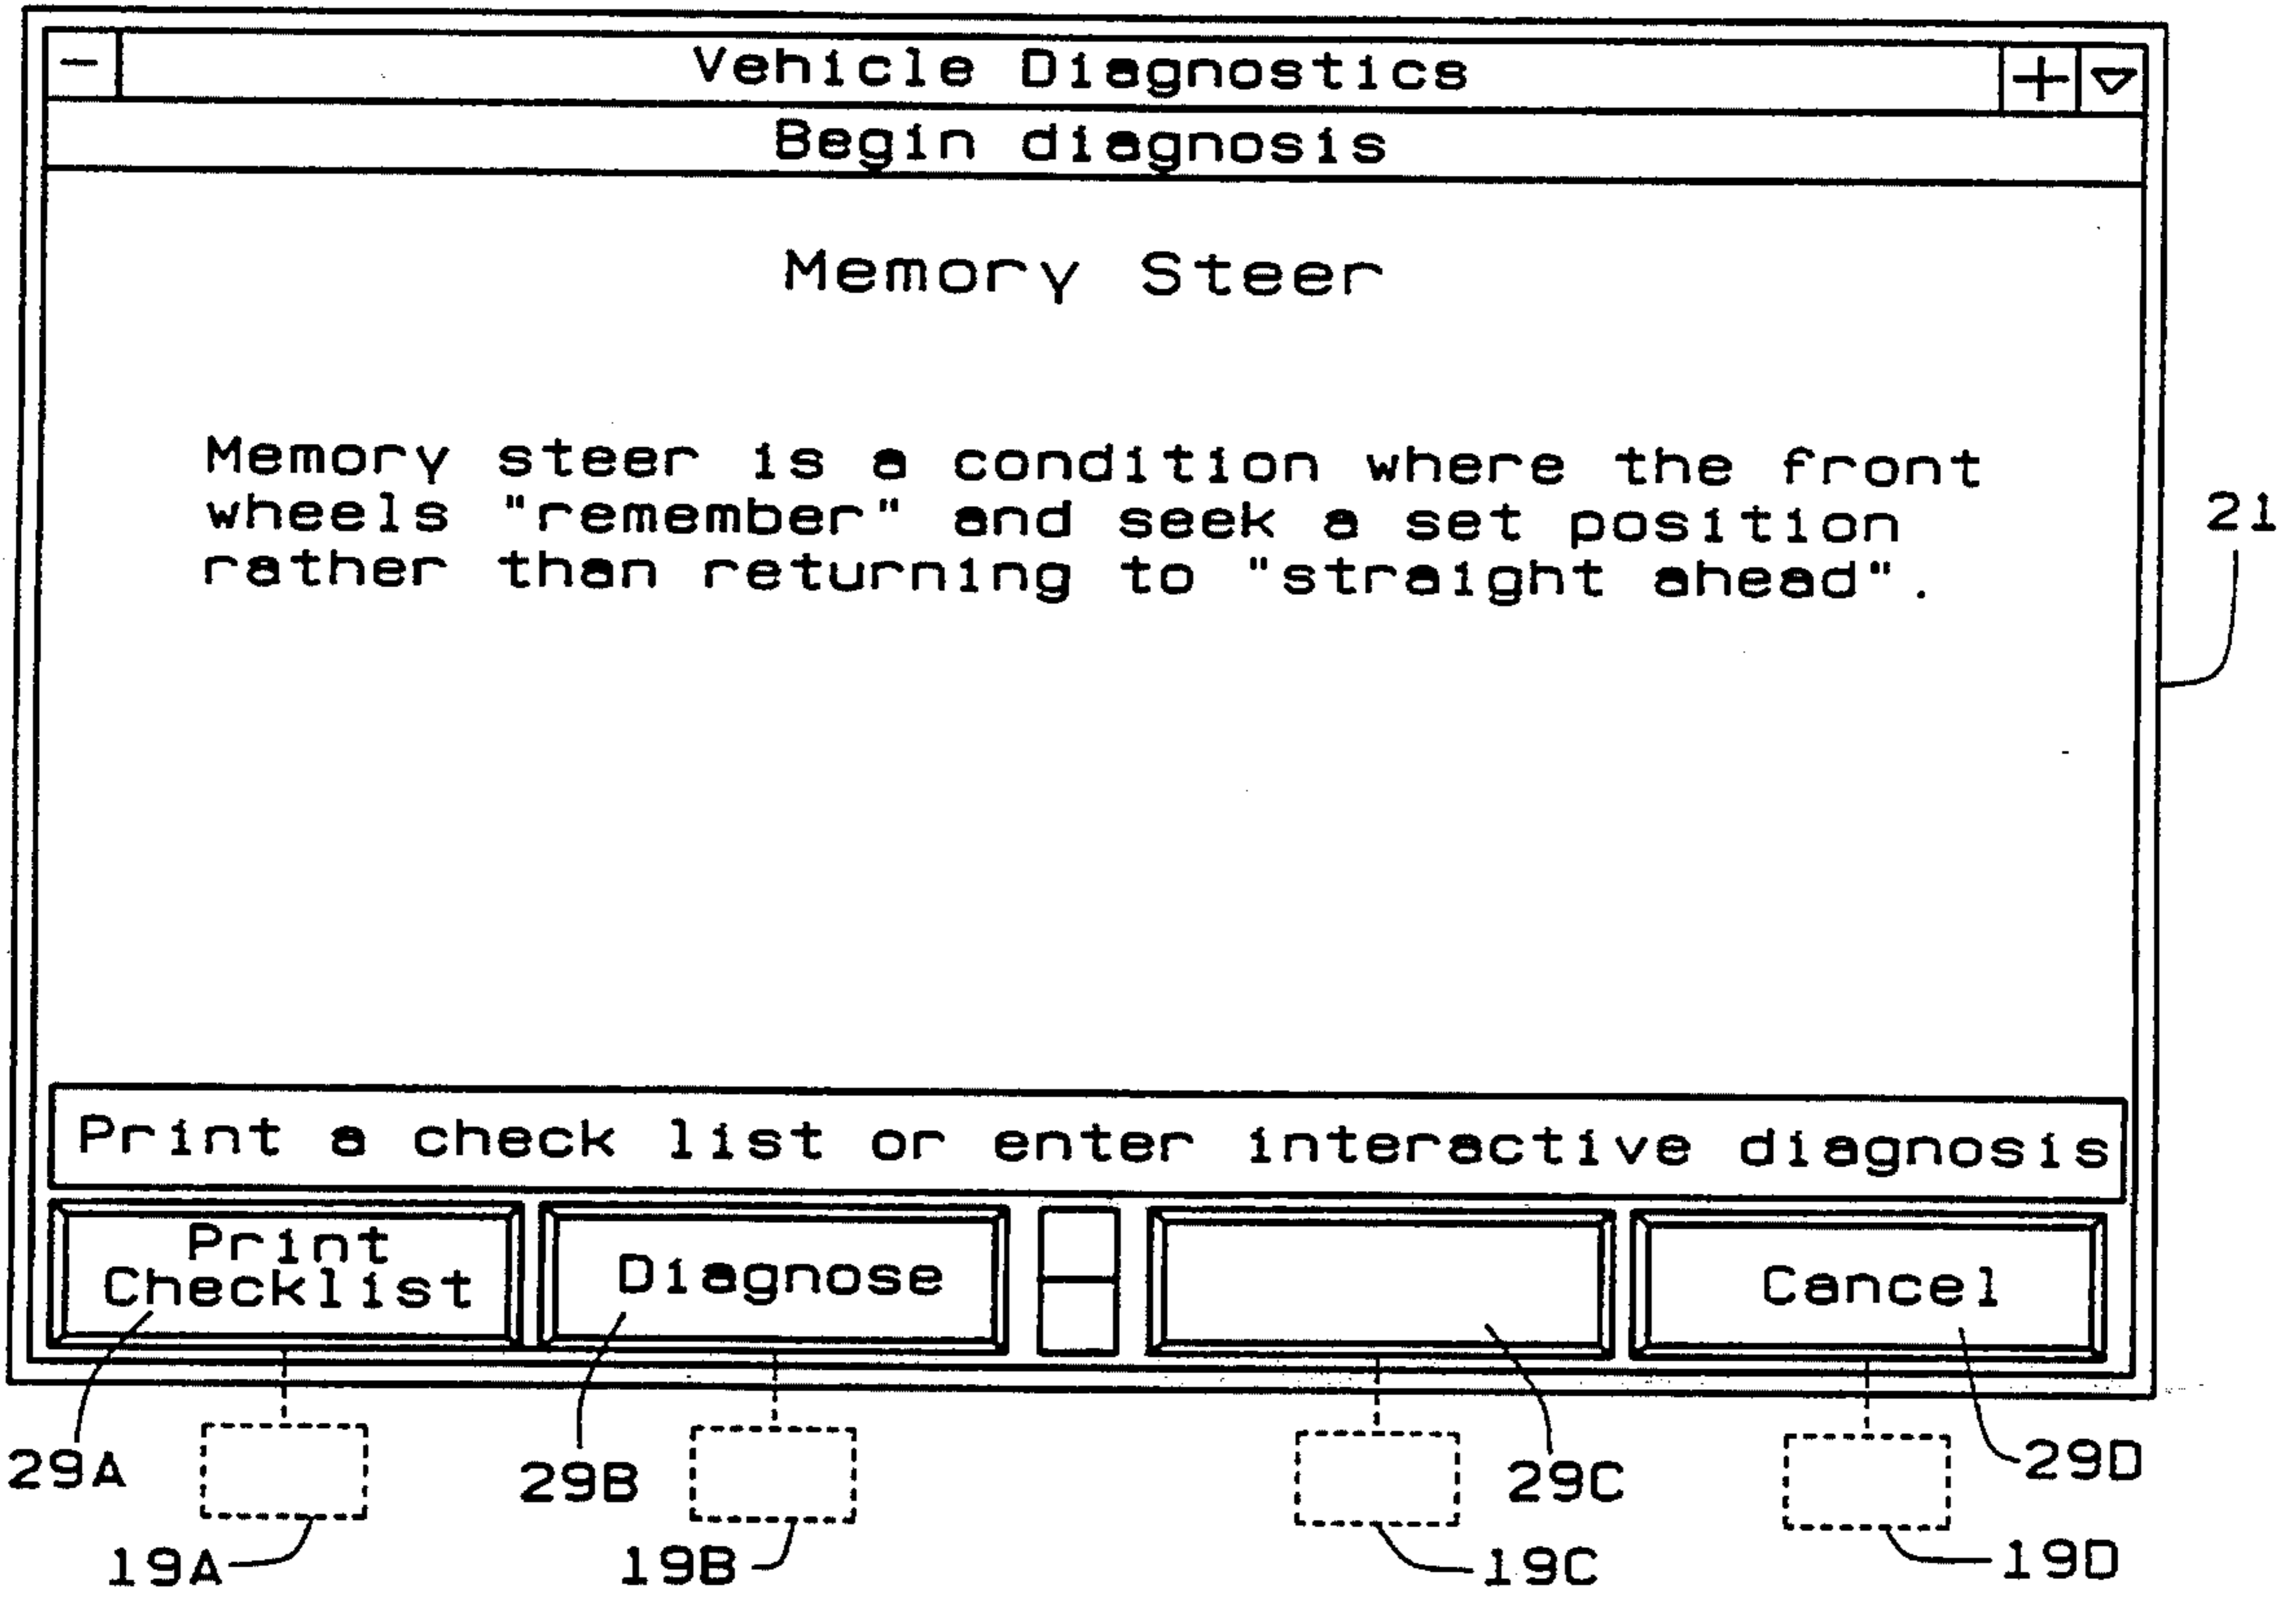 Vehicle Diagnostics
Begin diagnosis
Memory Steer
Memory steer is a condition where the front
wheels "remember" and seek a set position
rather than returning to "straight ahead".
21
Print a check list or enter interactive diagnosis
Print
Checklist
Diagnose
Cancel
29A
29B
29C
29D
19A
19B
19C
19D